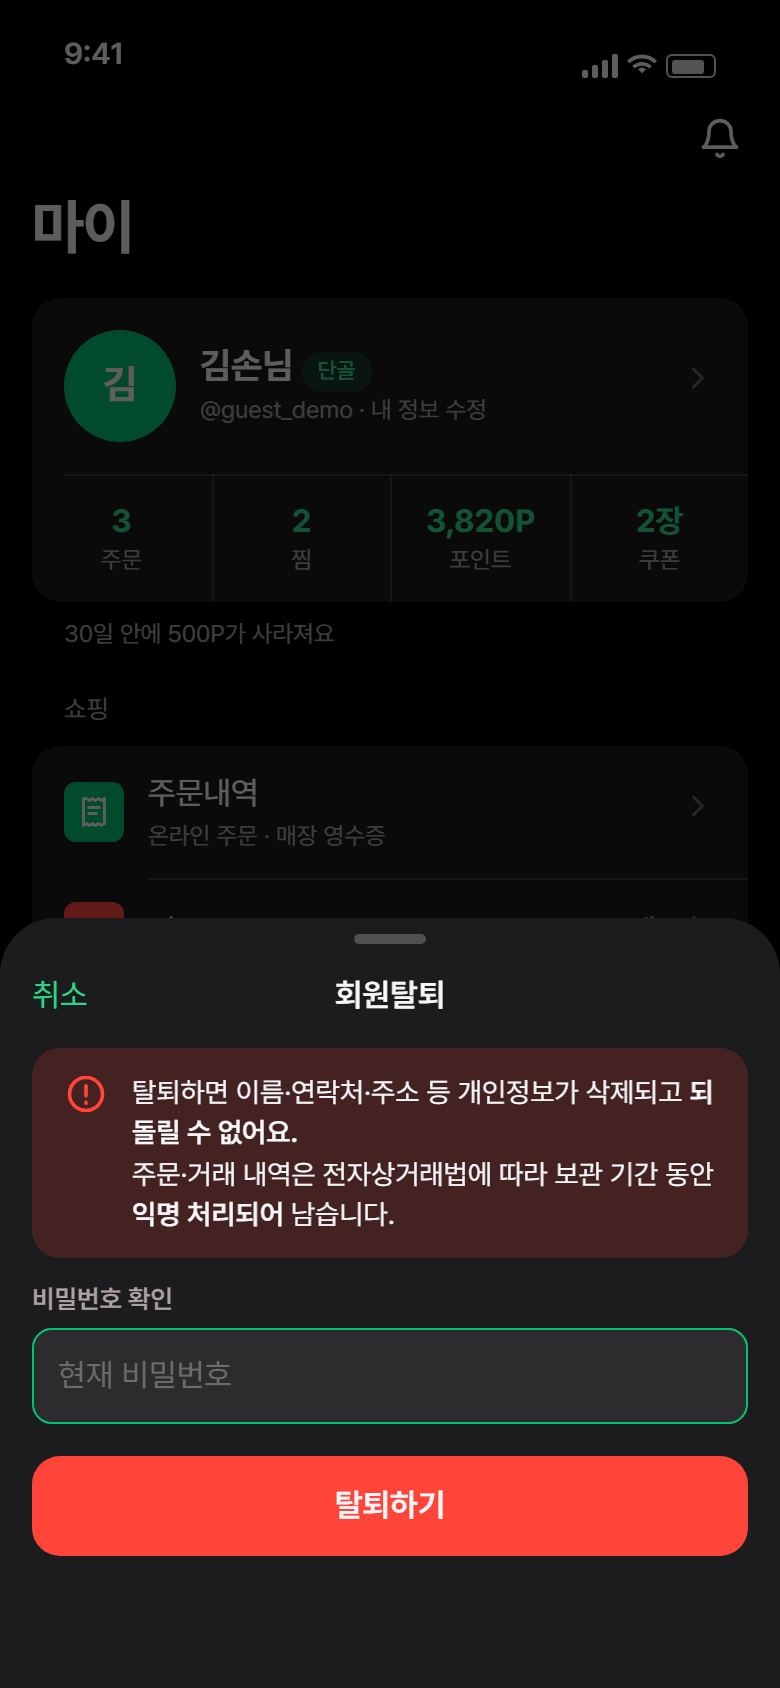 9:41
마이
김
김손님 단골
@guest_demo · 내 정보 수정
3
주문
2
찜
3,820P
포인트
2장
쿠폰
30일 안에 500P가 사라져요
쇼핑
주문내역
온라인 주문 · 매장 영수증
취소
회원탈퇴
탈퇴하면 이름·연락처·주소 등 개인정보가 삭제되고 되
돌릴 수 없어요.
주문·거래 내역은 전자상거래법에 따라 보관 기간 동안
익명 처리되어 남습니다.
비밀번호 확인
현재 비밀번호
탈퇴하기